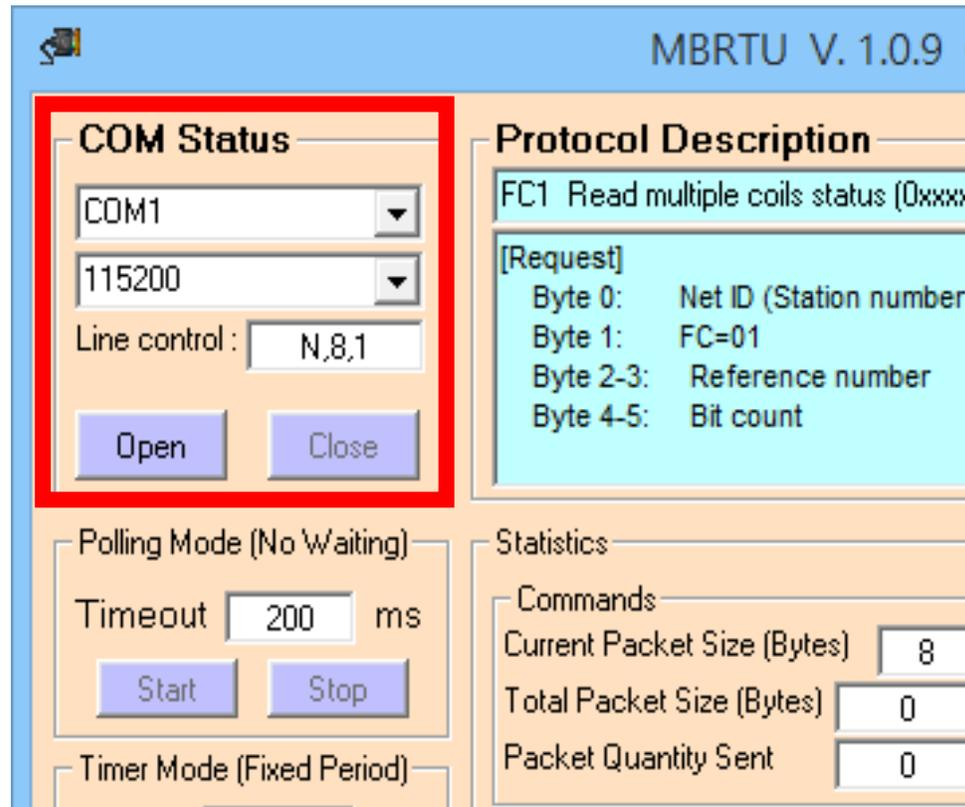 MBRTU V. 1.0.9
COM Status
COM1
115200
Line control :
N,8,1
Open
Close
Protocol Description
FC1 Read multiple coils status (0xxxx
[Request]
Byte 0: Net ID (Station number
Byte 1: FC=01
Byte 2-3: Reference number
Byte 4-5: Bit count
Polling Mode (No Waiting)
Timeout 200 ms
Start Stop
Timer Mode (Fixed Period)
Statistics
Commands
Current Packet Size (Bytes) 8
Total Packet Size (Bytes) 0
Packet Quantity Sent 0